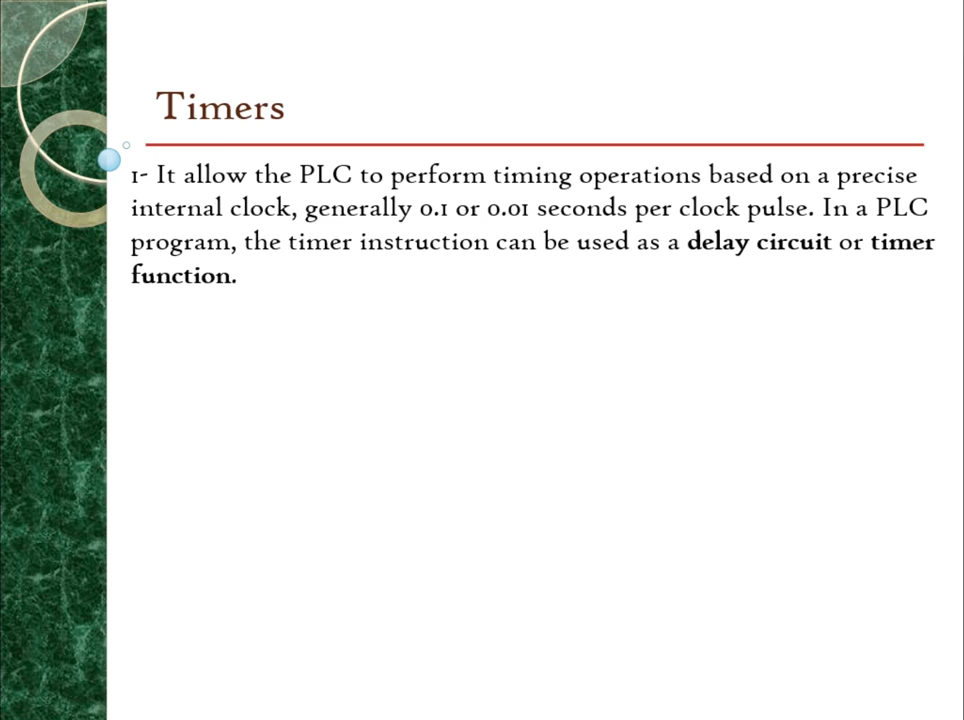 Timers
1- It allow the PLC to perform timing operations based on a precise
internal clock, generally 0.1 or 0.01 seconds per clock pulse. In a PLC
program, the timer instruction can be used as a delay circuit or timer
function.